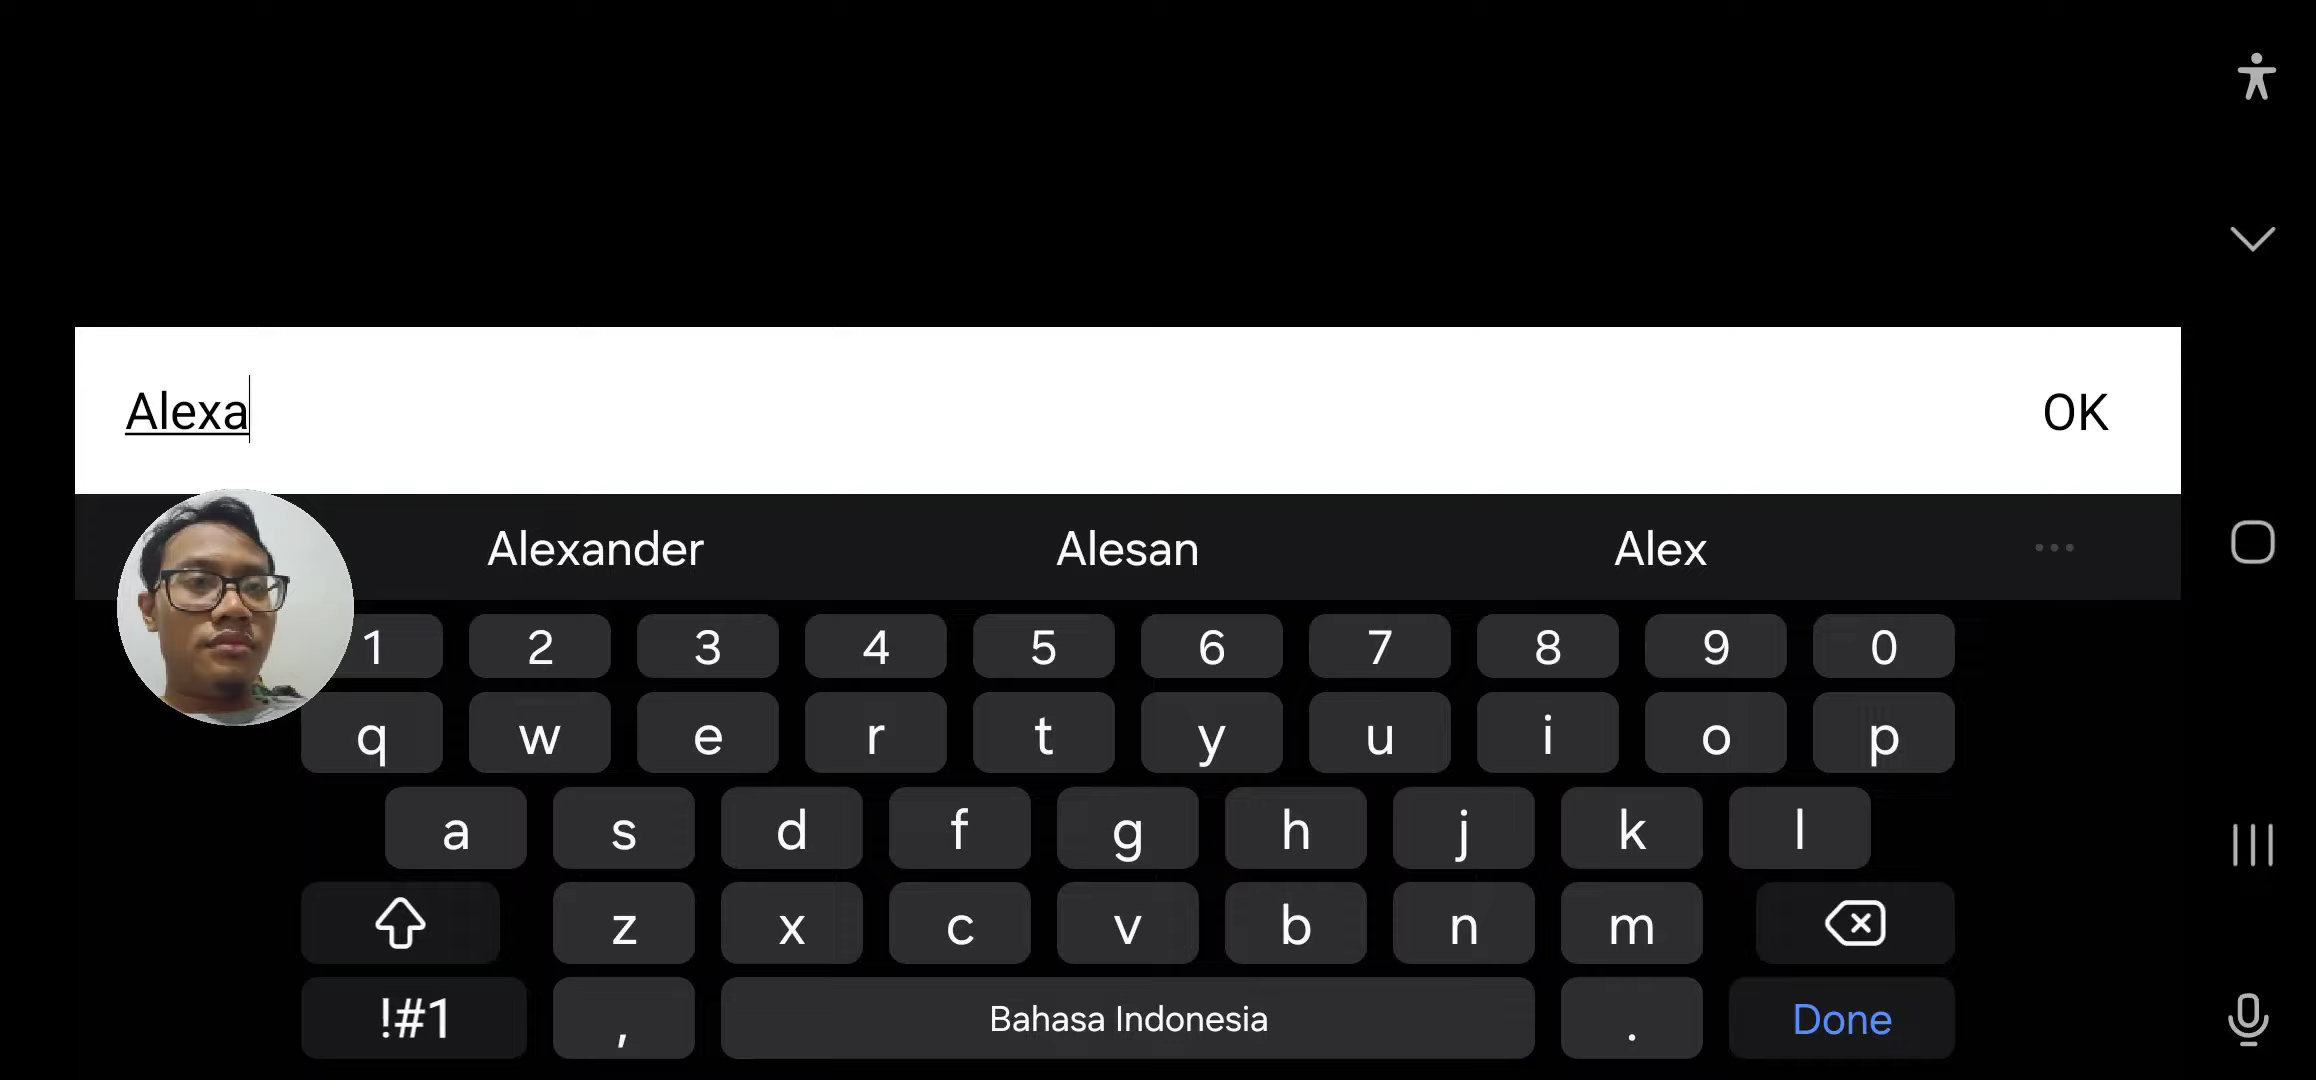 Alexa OK
Alexander Alesan Alex ...
1 2 3 4 5 6 7 8 9 0
q w e r t y u i o p
a s d f g h j k l
z x c v b n m
!#1 , Bahasa Indonesia . Done